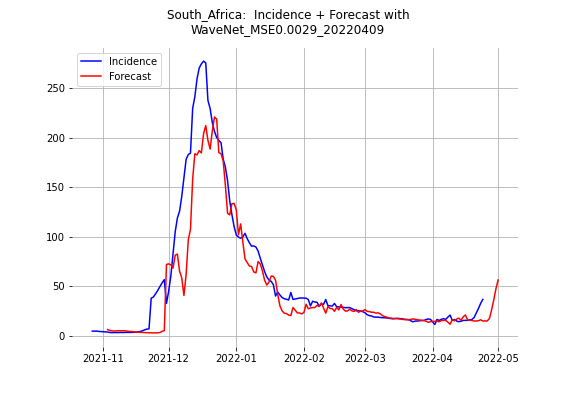 South_Africa:  Incidence + Forecast with
WaveNet_MSE0.0029_20220409
Incidence
Forecast
250
200
150
100
50
0
2021-11 2021-12 2022-01 2022-02 2022-03 2022-04 2022-05